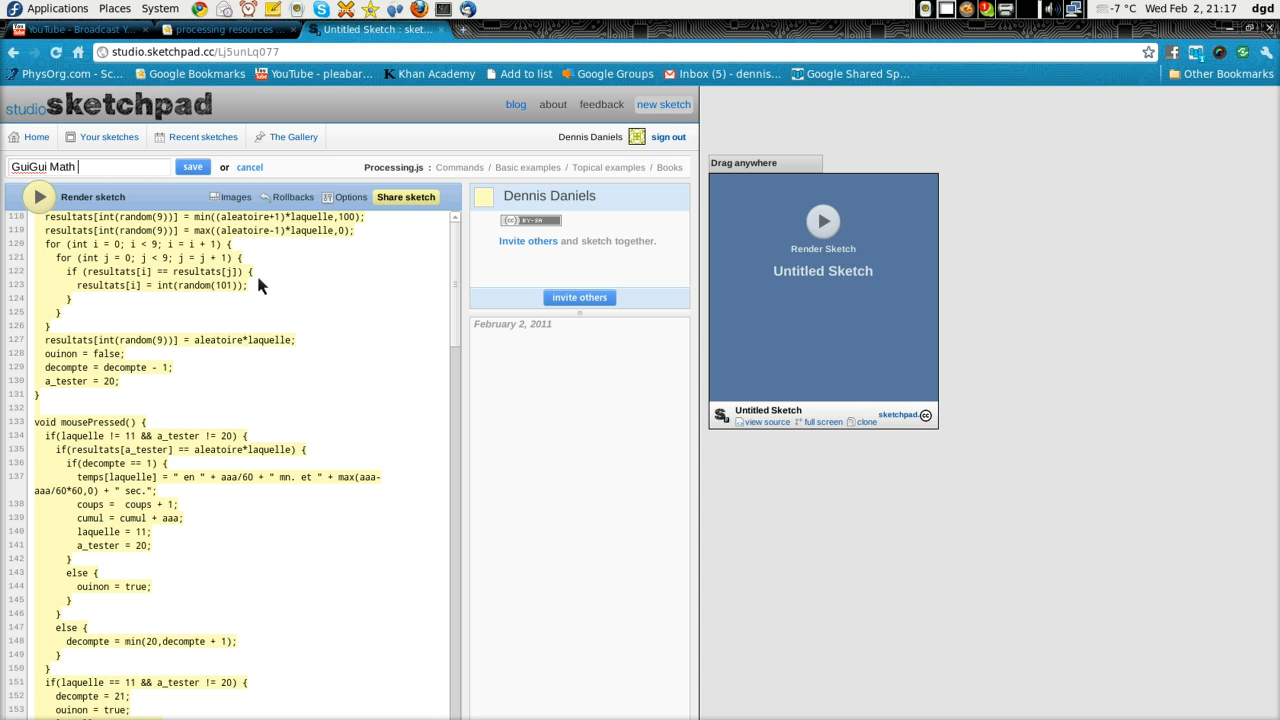 Applications Places System -7 °C Wed Feb 2, 21:17 dgd
YouTube - Broadcast Y... processing resources ... Untitled Sketch : sket...
studio.sketchpad.cc/Lj5unLq077
PhysOrg.com - Sc... Google Bookmarks YouTube - pleabar... Khan Academy Add to list Google Groups Inbox (5) - dennis... Google Shared Sp... Other Bookmarks
studiosketchpad blog about feedback new sketch
Home Your sketches Recent sketches The Gallery Dennis Daniels sign out
GuiGui Math save or cancel Processing.js : Commands / Basic examples / Topical examples / Books
Render sketch Images Rollbacks Options Share sketch
118 resultats[int(random(9))] = min((aleatoire+1)*laquelle,100);
119 resultats[int(random(9))] = max((aleatoire-1)*laquelle,0);
120 for (int i = 0; i < 9; i = i + 1) {
121 for (int j = 0; j < 9; j = j + 1) {
122 if (resultats[i] == resultats[j]) {
123 resultats[i] = int(random(101));
124 }
125 }
126 }
127 resultats[int(random(9))] = aleatoire*laquelle;
128 ouinon = false;
129 decompte = decompte - 1;
130 a_tester = 20;
131 }
132
133 void mousePressed() {
134 if(laquelle != 11 && a_tester != 20) {
135 if(resultats[a_tester] == aleatoire*laquelle) {
136 if(decompte == 1) {
137 temps[laquelle] = " en " + aaa/60 + " mn. et " + max(aaa-
aaa/60*60,0) + " sec.";
138 coups = coups + 1;
139 cumul = cumul + aaa;
140 laquelle = 11;
141 a_tester = 20;
142 }
143 else {
144 ouinon = true;
145 }
146 }
147 else {
148 decompte = min(20,decompte + 1);
149 }
150 }
151 if(laquelle == 11 && a_tester != 20) {
152 decompte = 21;
153 ouinon = true;
Dennis Daniels
(cc) BY-SA
Invite others and sketch together.
invite others
February 2, 2011
Drag anywhere
Render Sketch
Untitled Sketch
Untitled Sketch
view source full screen clone
sketchpad.cc